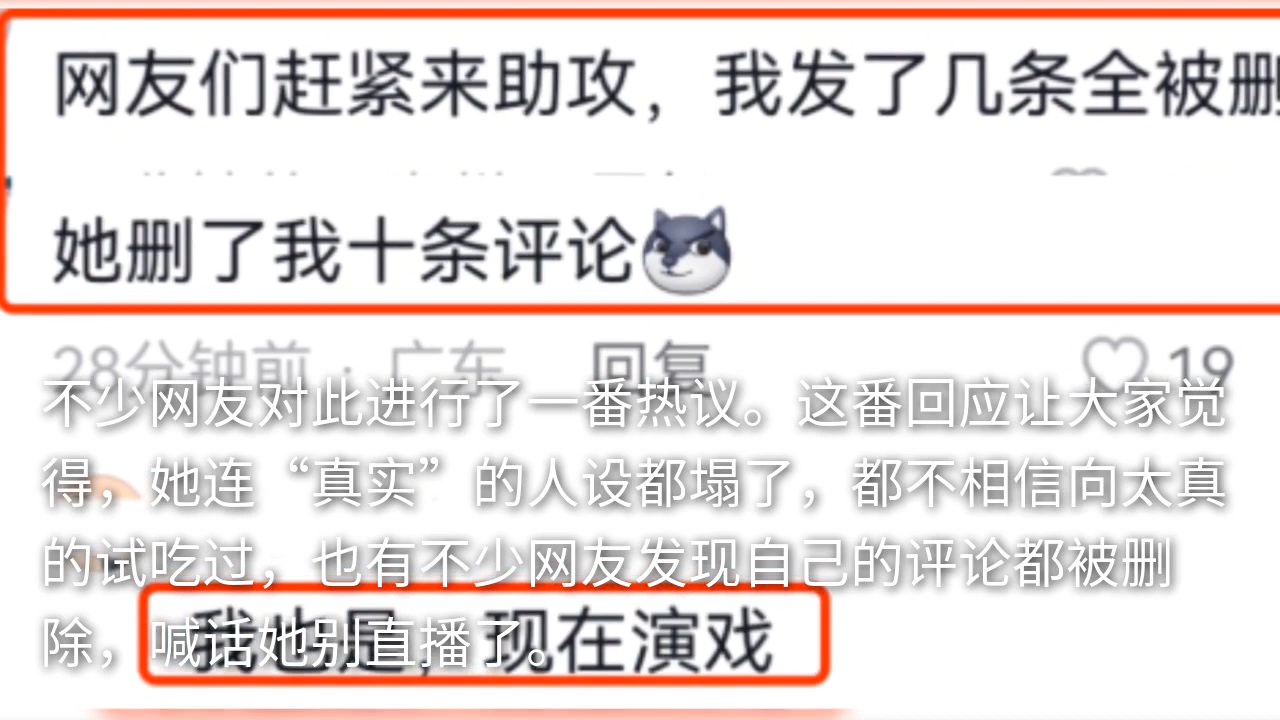 网友们赶紧来助攻，我发了几条全被删
她删了我十条评论
28分钟前 · 广东 回复 19
不少网友对此进行了一番热议。这番回应让大家觉
得，她连“真实”的人设都塌了，都不相信向太真
的试吃过，也有不少网友发现自己的评论都被删
除，喊话她别直播了。
我也是，现在演戏